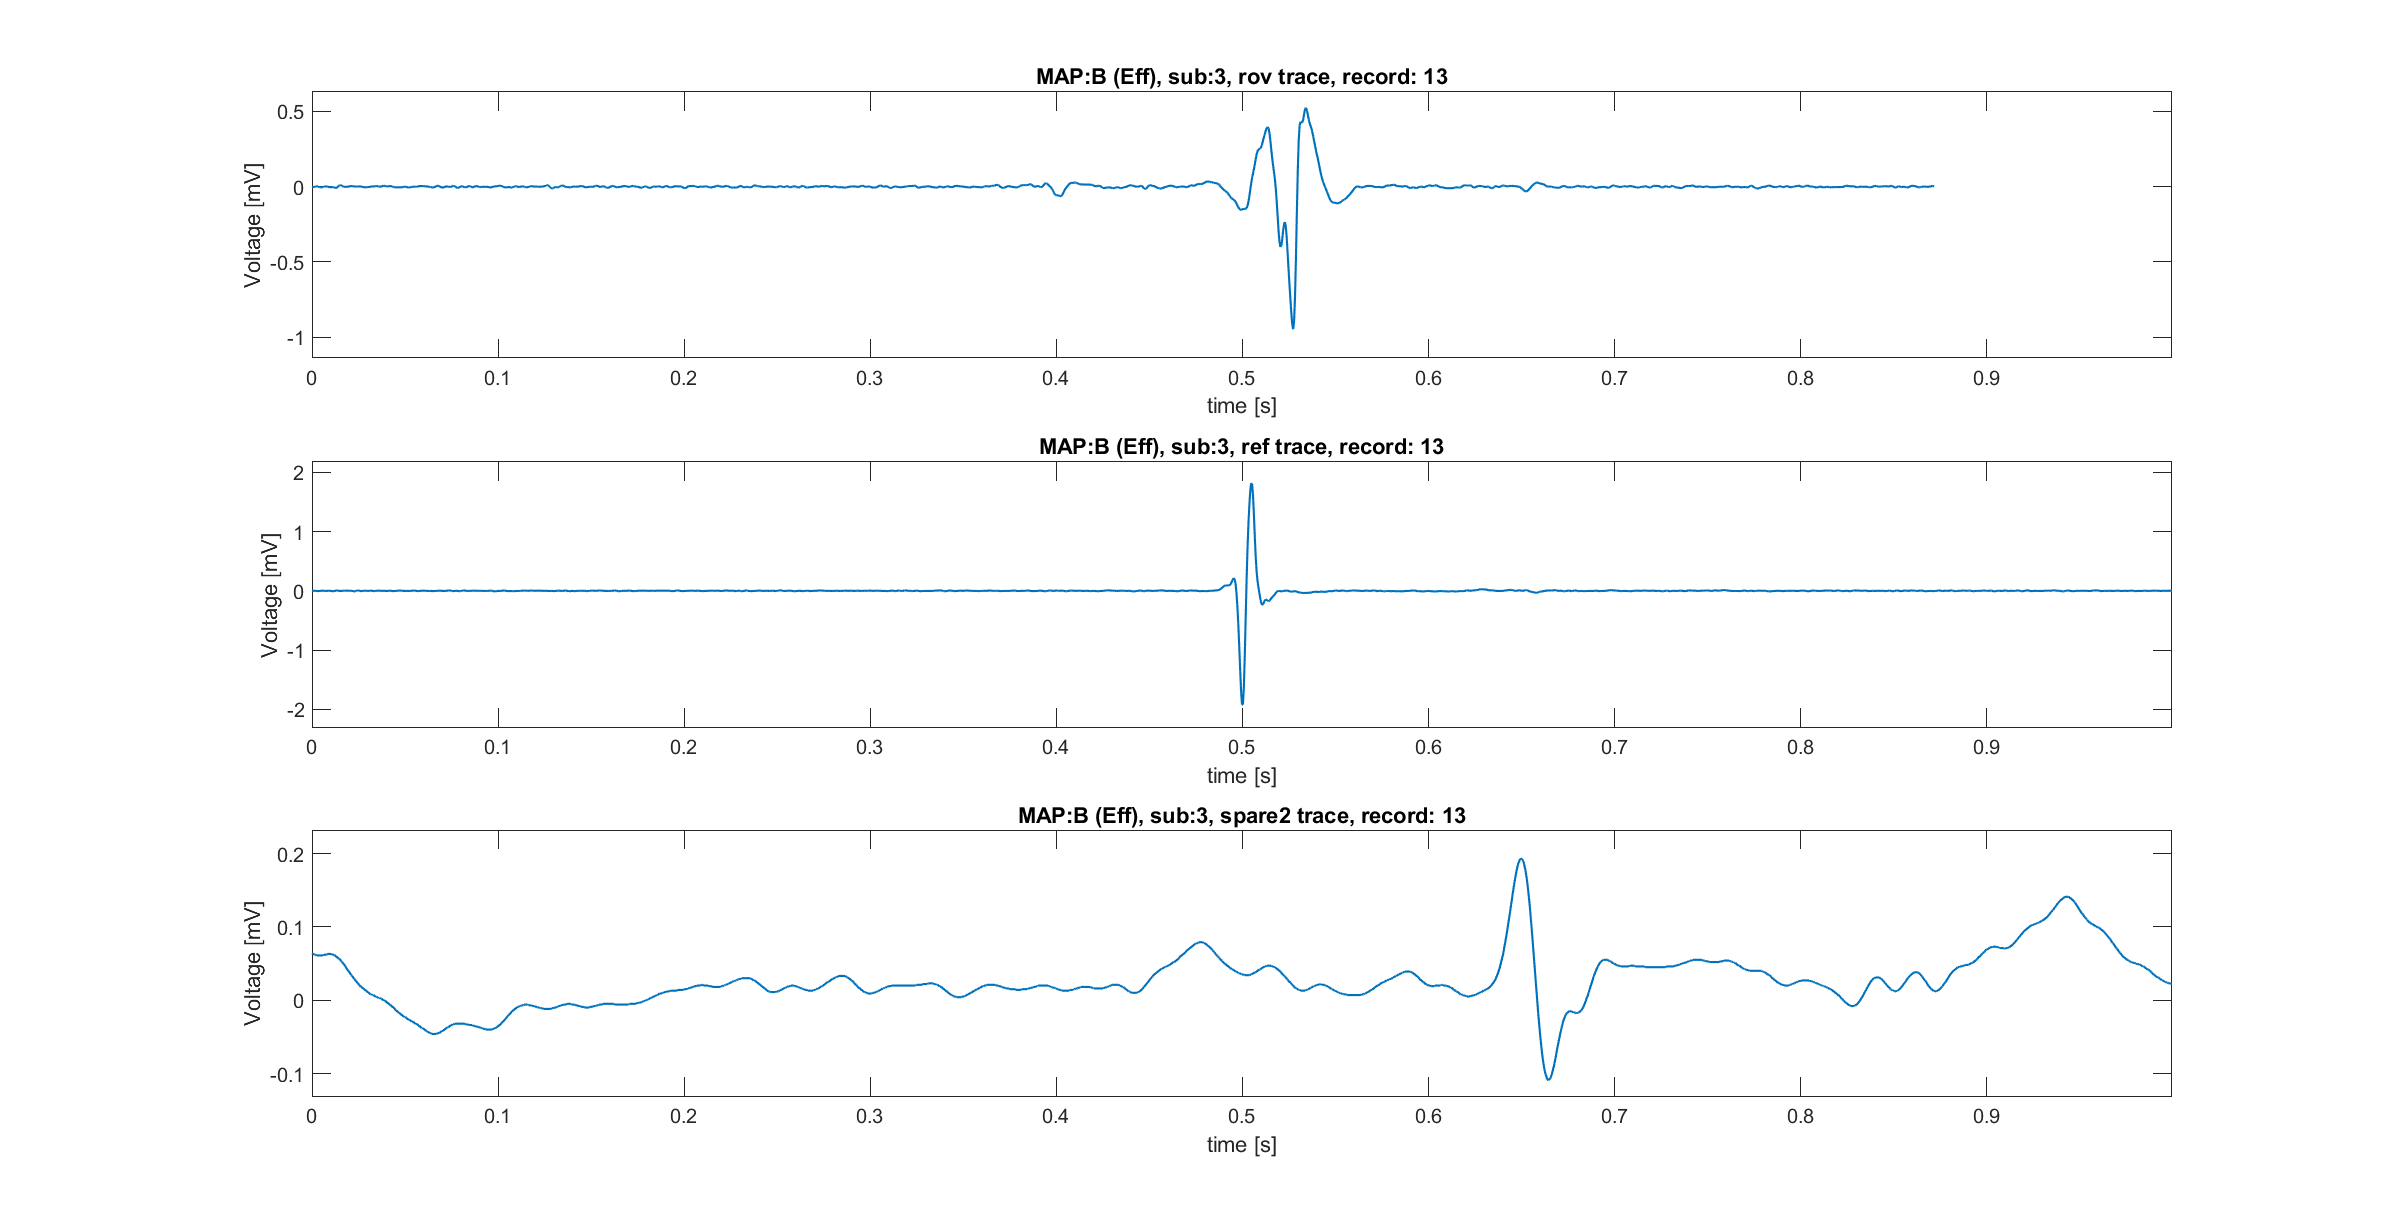 MAP:B (Eff), sub:3, rov trace, record: 13
0.5
0
-0.5
-1
Voltage [mV]
0 0.1 0.2 0.3 0.4 0.5 0.6 0.7 0.8 0.9
time [s]
MAP:B (Eff), sub:3, ref trace, record: 13
2
1
0
-1
-2
Voltage [mV]
0 0.1 0.2 0.3 0.4 0.5 0.6 0.7 0.8 0.9
time [s]
MAP:B (Eff), sub:3, spare2 trace, record: 13
0.2
0.1
0
-0.1
Voltage [mV]
0 0.1 0.2 0.3 0.4 0.5 0.6 0.7 0.8 0.9
time [s]